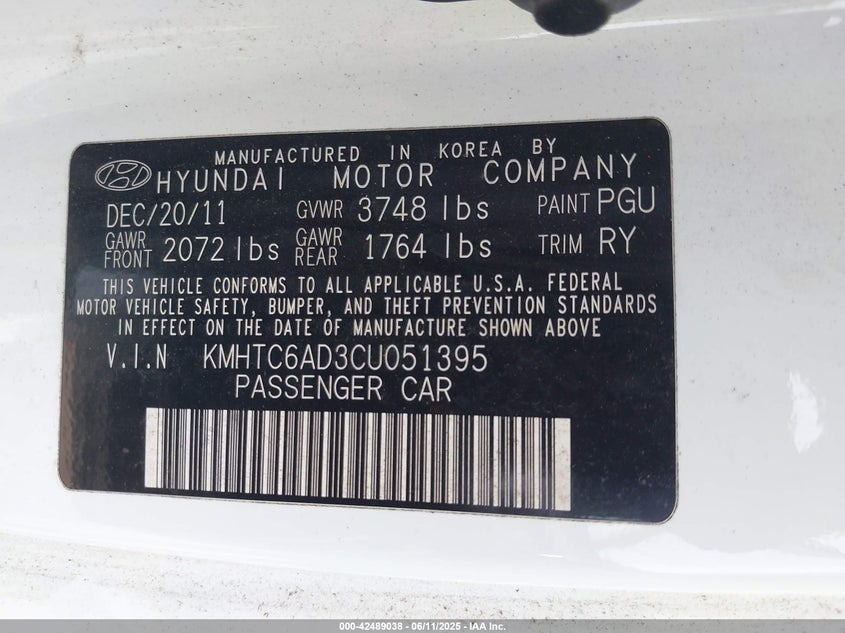 MANUFACTURED IN KOREA BY
HYUNDAI MOTOR COMPANY
DEC/20/11 GVWR 3748 lbs PAINT PGU
GAWR FRONT 2072 lbs GAWR REAR 1764 lbs TRIM RY
THIS VEHICLE CONFORMS TO ALL APPLICABLE U.S.A. FEDERAL
MOTOR VEHICLE SAFETY, BUMPER, AND THEFT PREVENTION STANDARDS
IN EFFECT ON THE DATE OF MANUFACTURE SHOWN ABOVE
V.I.N KMHTC6AD3CU051395
PASSENGER CAR
000-42489038 - 06/11/2025 - IAA Inc.